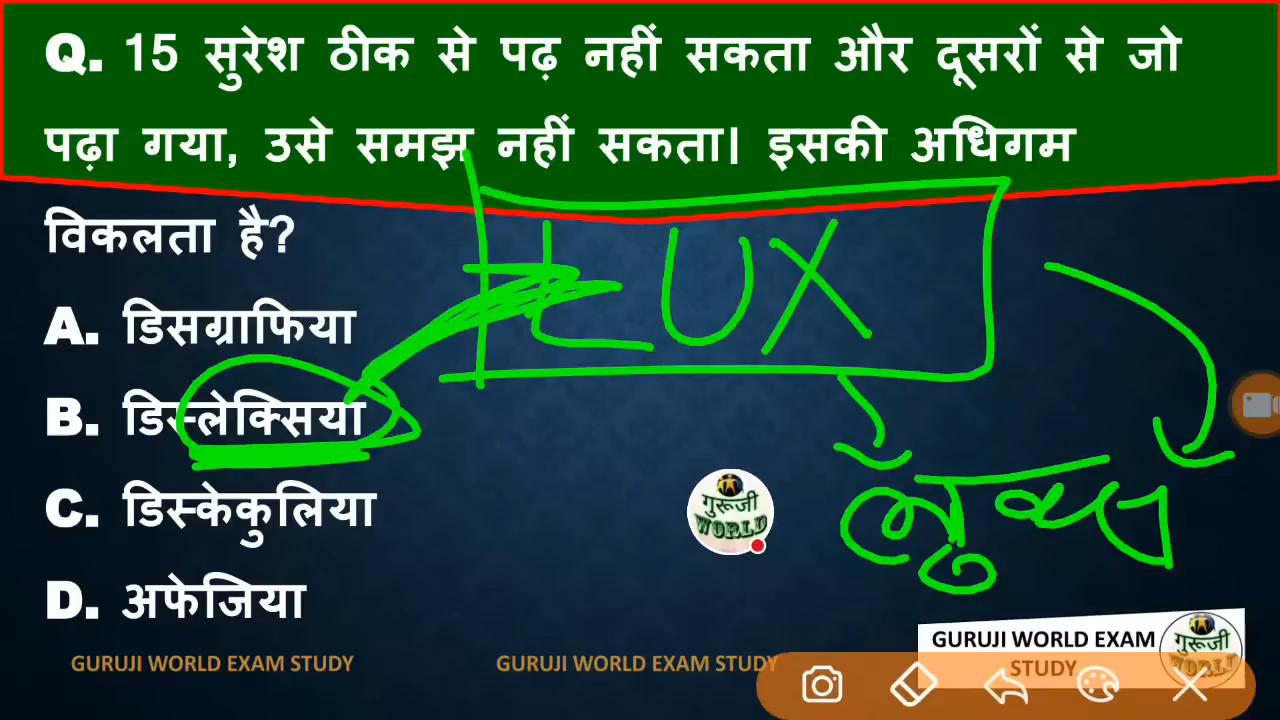 Q. 15 सुरेश ठीक से पढ़ नहीं सकता और दूसरों से जो
पढ़ा गया, उसे समझ नहीं सकता। इसकी अधिगम
विकलता है?
LUX
A. डिसग्राफिया
B. डिस्लेक्सिया
C. डिस्केकुलिया
लुक्स
गुरूजी
WORLD
D. अफेजिया
GURUJI WORLD EXAM STUDY
GURUJI WORLD EXAM STUDY
GURUJI WORLD EXAM
STUDY
गुरूजी
WORLD